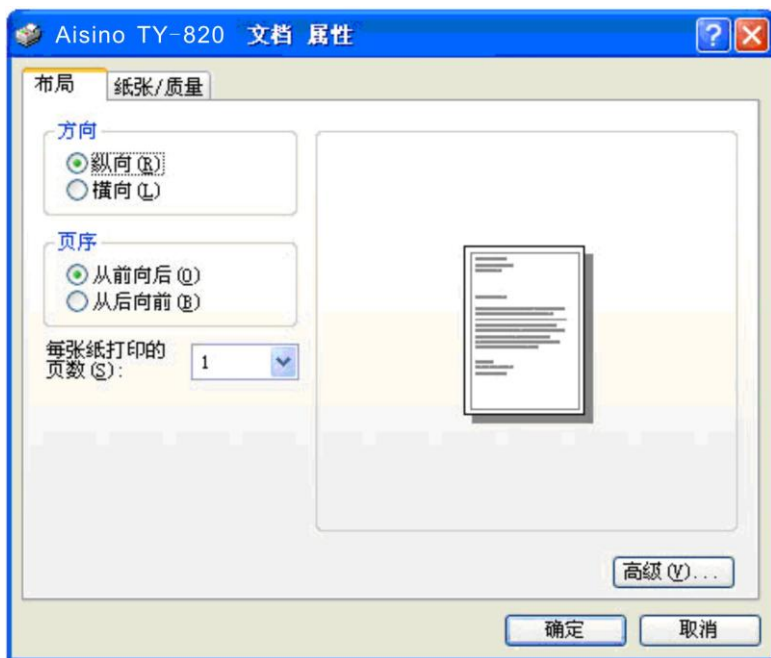 Aisino TY-820 文档 属性
布局
纸张/质量
方向
纵向(R)
横向(L)
页序
从前向后(O)
从后向前(B)
每张纸打印的
页数(S):
1
高级(V)...
确定
取消